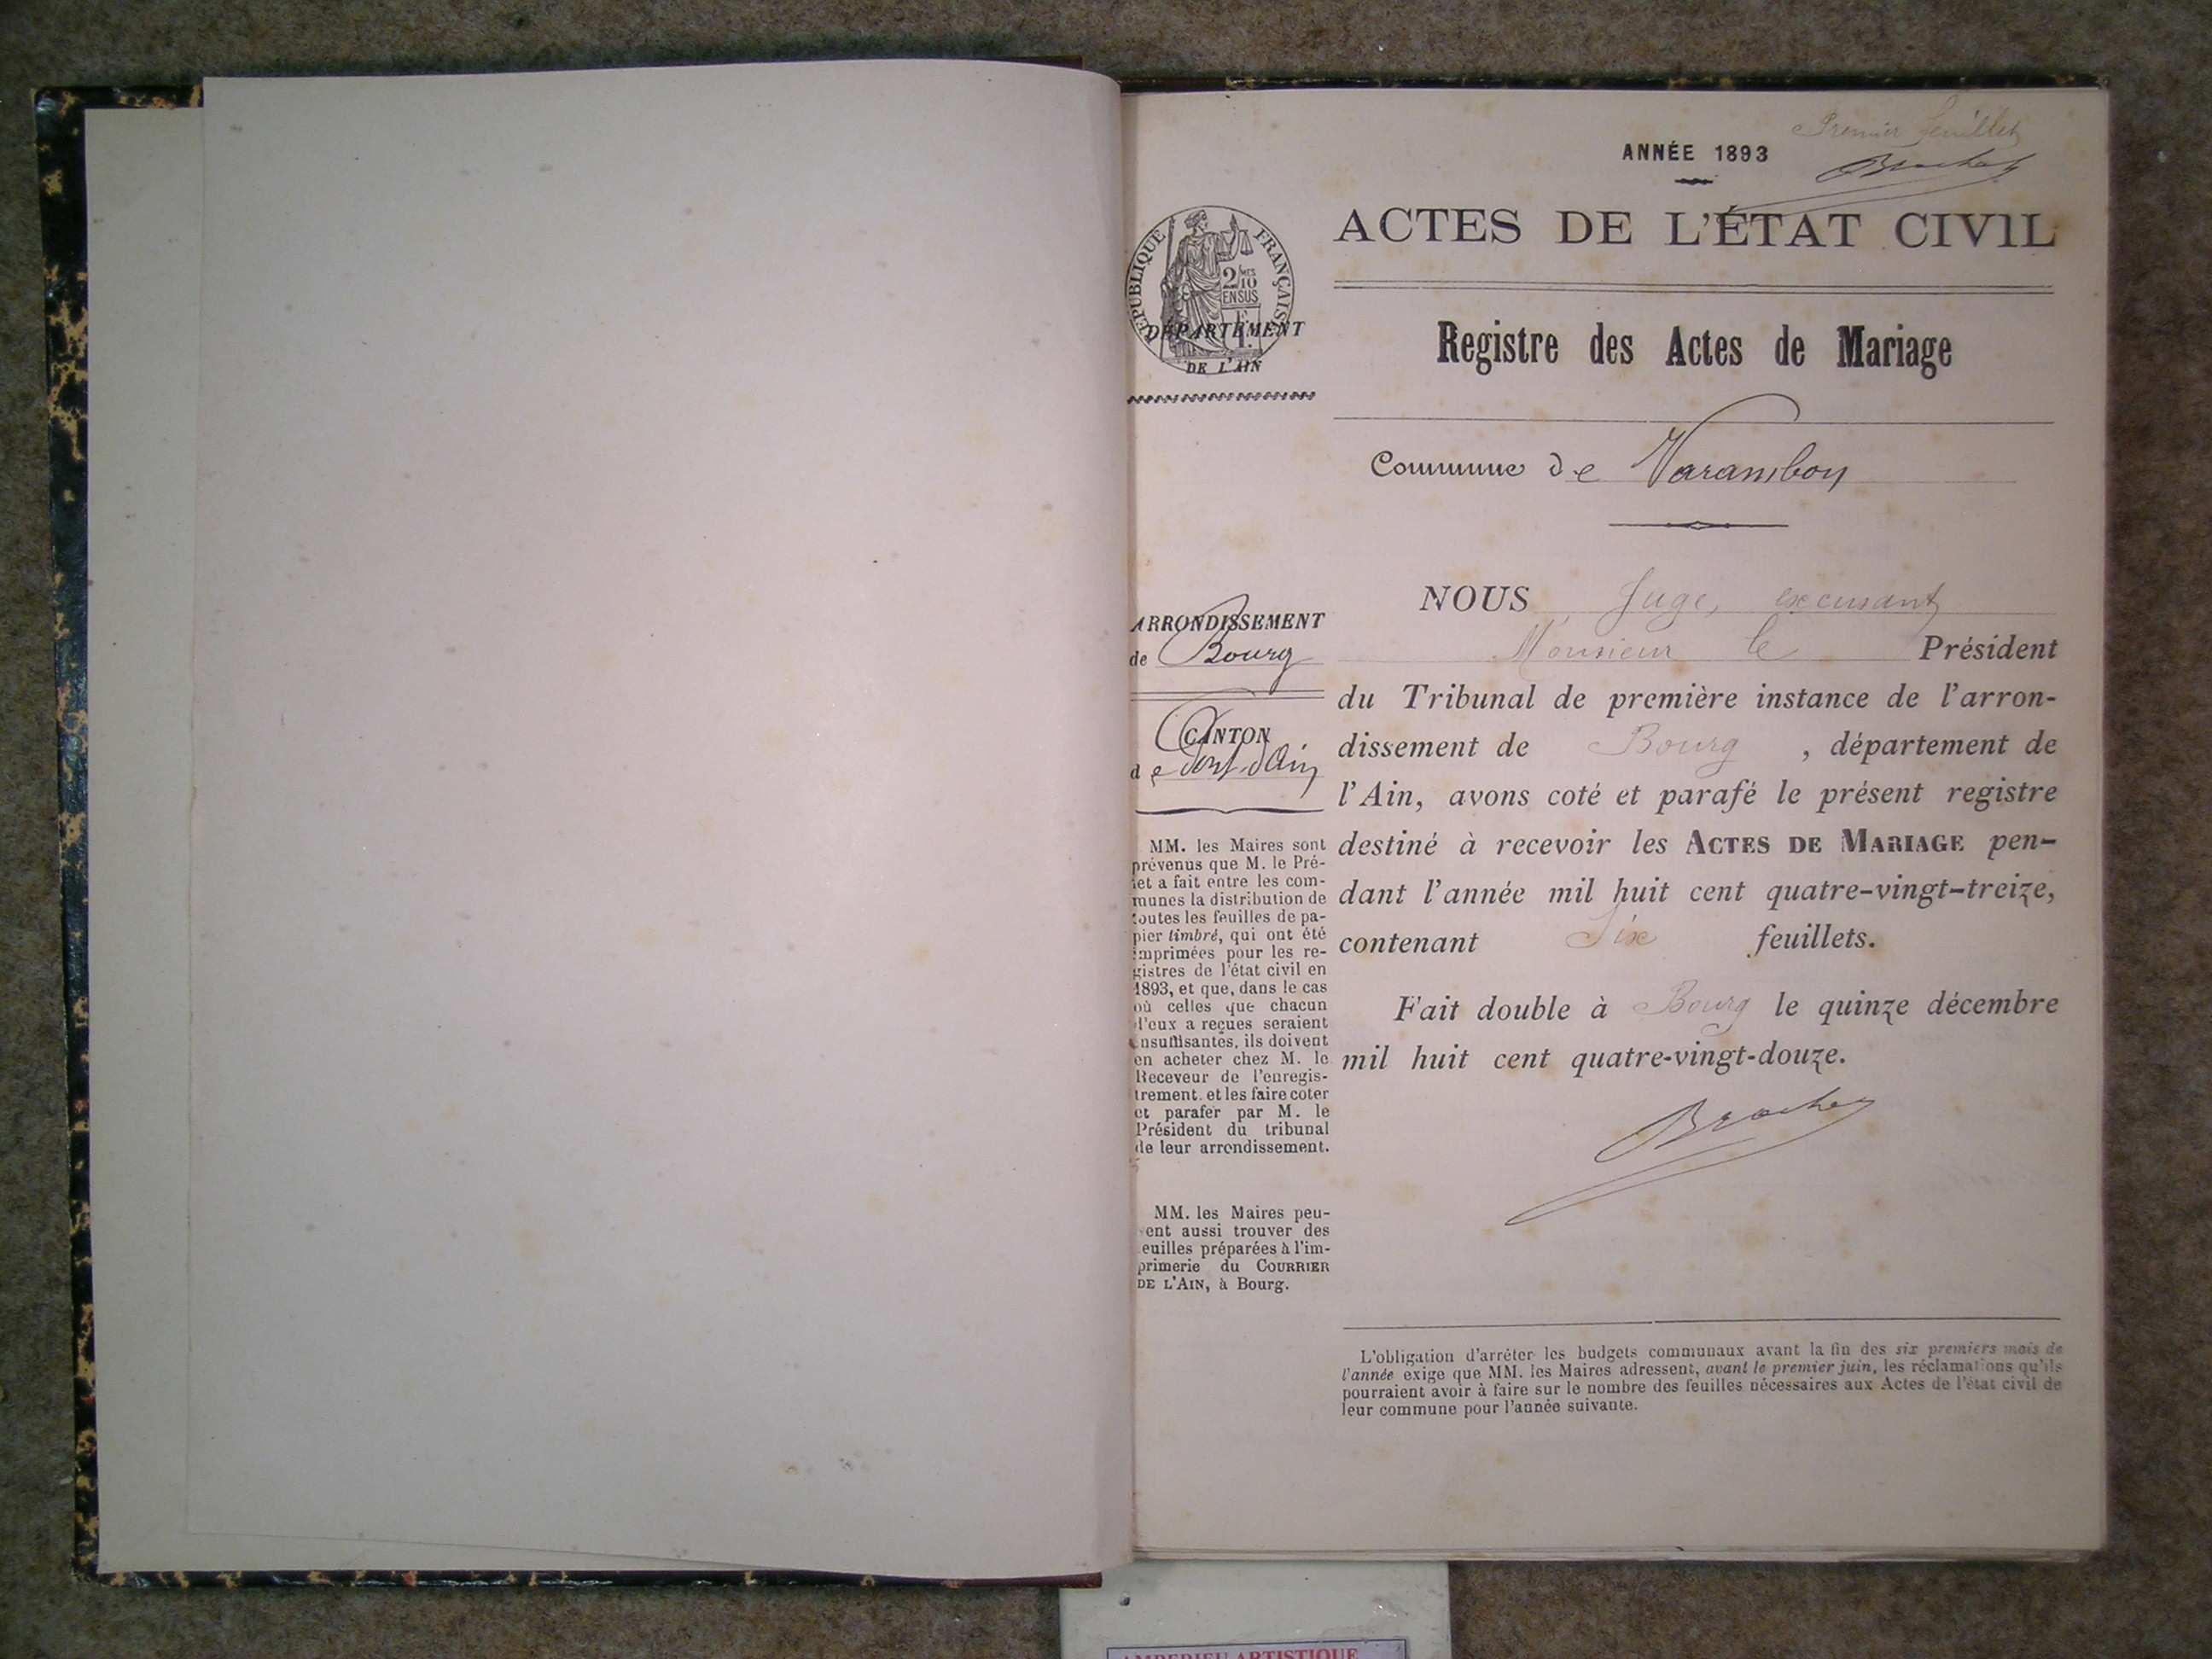 Premier feuillet
ANNÉE 1893
ACTES DE L'ÉTAT CIVIL
RÉPUBLIQUE FRANÇAISE
2/10 MES
EN SUS
DÉPARTEMENT
DE L'AIN
Registre des Actes de Mariage
Commune de Varambon
ARRONDISSEMENT
de Bourg
CANTON
de Pont-d'Ain
MM. les Maires sont
prévenus que M. le Pré-
fet a fait entre les com-
munes la distribution de
toutes les feuilles de pa-
pier timbré, qui ont été
imprimées pour les re-
gistres de l'état civil en
1893, et que, dans le cas
où celles que chacun
d'eux a reçues seraient
insuffisantes, ils doivent
en acheter chez M. le
Receveur de l'enregis-
trement. et les faire coter
et parafer par M. le
Président du tribunal
de leur arrondissement.
MM. les Maires peu-
vent aussi trouver des
feuilles préparées à l'im-
primerie du COURRIER
DE L'AIN, à Bourg.
NOUS Juge, excusant
Monsieur le Président
du Tribunal de première instance de l'arron-
dissement de Bourg, département de
l'Ain, avons coté et parafé le présent registre
destiné à recevoir les ACTES DE MARIAGE pen-
dant l'année mil huit cent quatre-vingt-treize,
contenant Six feuillets.
Fait double à Bourg le quinze décembre
mil huit cent quatre-vingt-douze.
L'obligation d'arrêter les budgets communaux avant la fin des six premiers mois de
l'année exige que MM. les Maires adressent, avant le premier juin, les réclamations qu'ils
pourraient avoir à faire sur le nombre des feuilles nécessaires aux Actes de l'état civil de
leur commune pour l'année suivante.
AMBERIEU ARTISTIQUE